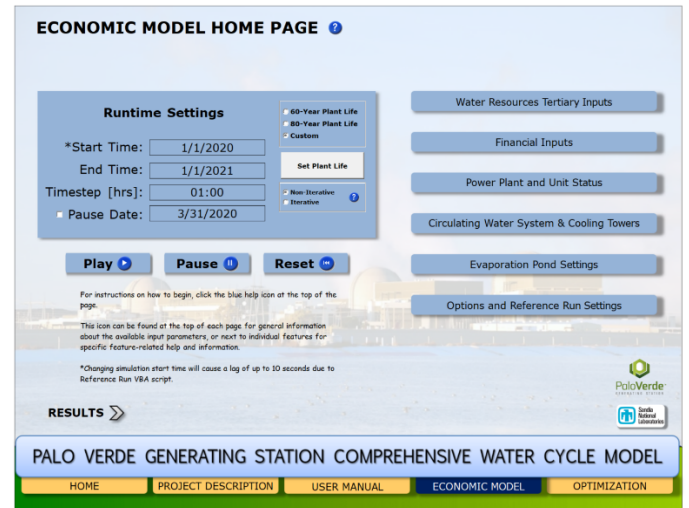 ECONOMIC MODEL HOME PAGE ?
Runtime Settings
60-Year Plant Life
80-Year Plant Life
Custom
*Start Time: 1/1/2020
End Time: 1/1/2021
Set Plant Life
Timestep [hrs]: 01:00
Non-Iterative ?
Iterative
Pause Date: 3/31/2020
Play
Pause
Reset
For instructions on how to begin, click the blue help icon at the top of the
page.
This icon can be found at the top of each page for general information
about the available input parameters, or next to individual features for
specific feature-related help and information.
*Changing simulation start time will cause a lag of up to 10 seconds due to
Reference Run VBA script.
RESULTS
Water Resources Tertiary Inputs
Financial Inputs
Power Plant and Unit Status
Circulating Water System & Cooling Towers
Evaporation Pond Settings
Options and Reference Run Settings
PaloVerde
GENERATING STATION
Sandia
National
Laboratories
PALO VERDE GENERATING STATION COMPREHENSIVE WATER CYCLE MODEL
HOME
PROJECT DESCRIPTION
USER MANUAL
ECONOMIC MODEL
OPTIMIZATION